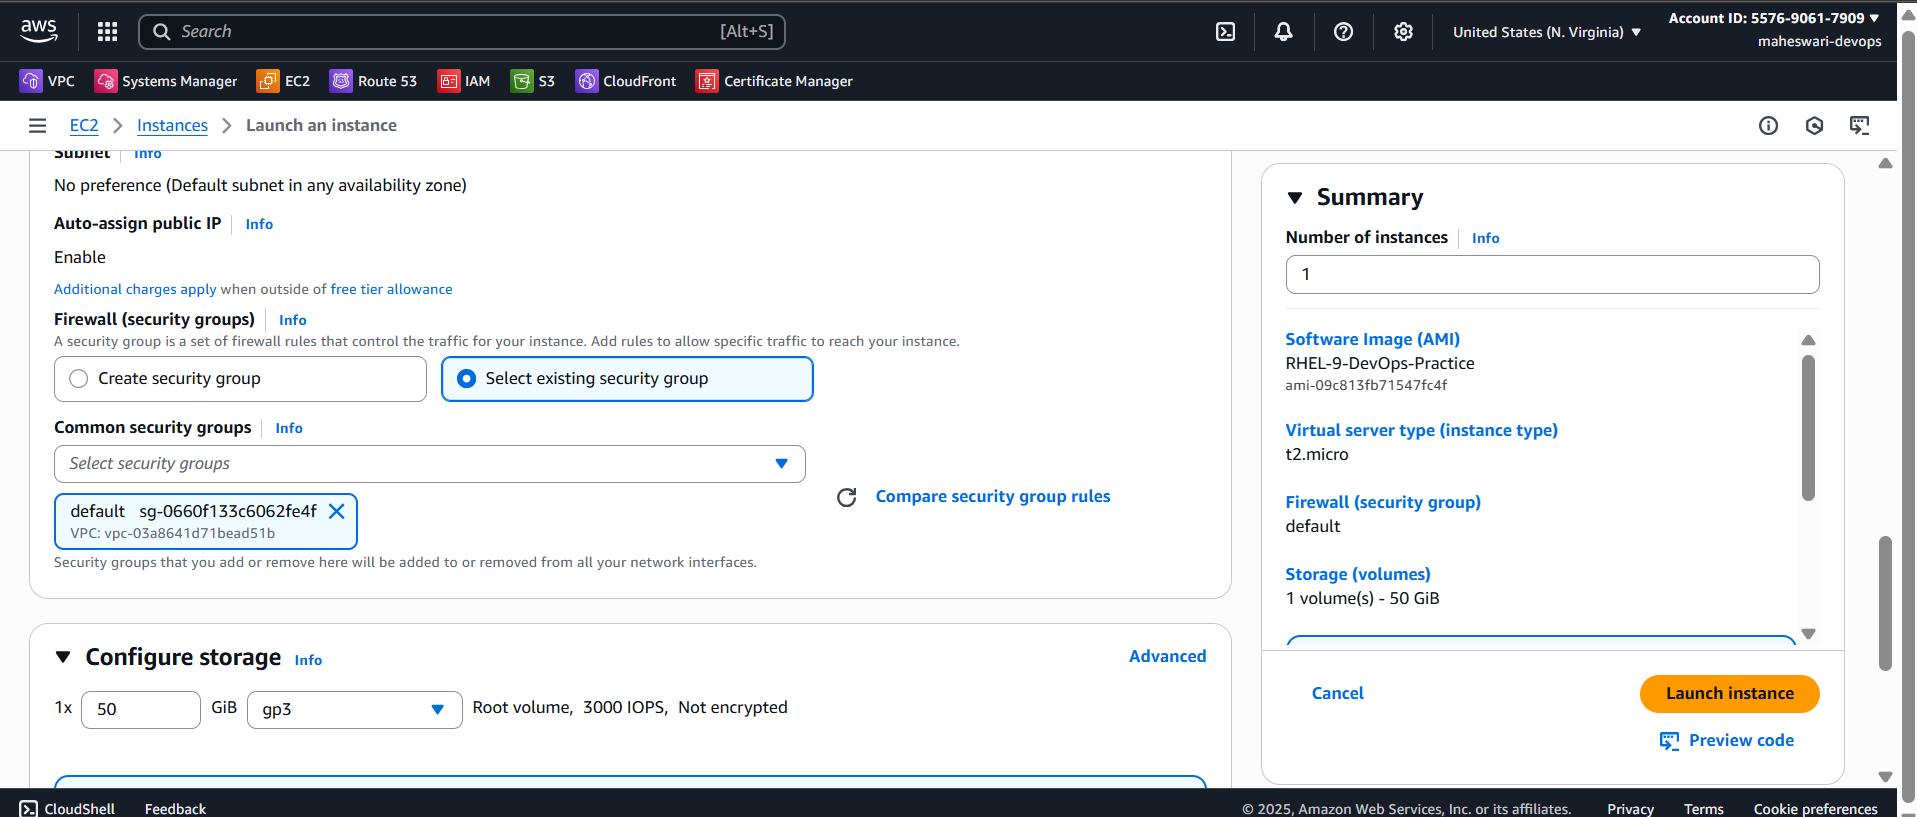 aws
Search [Alt+S]
United States (N. Virginia) ▼
Account ID: 5576-9061-7909 ▼
maheswari-devops
VPC Systems Manager EC2 Route 53 IAM S3 CloudFront Certificate Manager
EC2 > Instances > Launch an instance
Subnet Info
No preference (Default subnet in any availability zone)
Auto-assign public IP Info
Enable
Additional charges apply when outside of free tier allowance
Firewall (security groups) Info
A security group is a set of firewall rules that control the traffic for your instance. Add rules to allow specific traffic to reach your instance.
Create security group Select existing security group
Common security groups Info
Select security groups
default sg-0660f133c6062fe4f
VPC: vpc-03a8641d71bead51b
Compare security group rules
Security groups that you add or remove here will be added to or removed from all your network interfaces.
Configure storage Info Advanced
1x 50 GiB gp3 Root volume, 3000 IOPS, Not encrypted
Summary
Number of instances Info
1
Software Image (AMI)
RHEL-9-DevOps-Practice
ami-09c813fb71547fc4f
Virtual server type (instance type)
t2.micro
Firewall (security group)
default
Storage (volumes)
1 volume(s) - 50 GiB
Cancel Launch instance
Preview code
CloudShell Feedback © 2025, Amazon Web Services, Inc. or its affiliates. Privacy Terms Cookie preferences